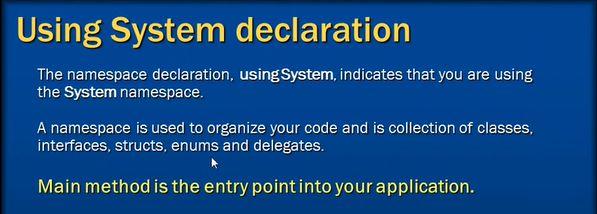 Using System declaration
The namespace declaration, using System, indicates that you are using
the System namespace.
A namespace is used to organize your code and is collection of classes,
interfaces, structs, enums and delegates.
Main method is the entry point into your application.